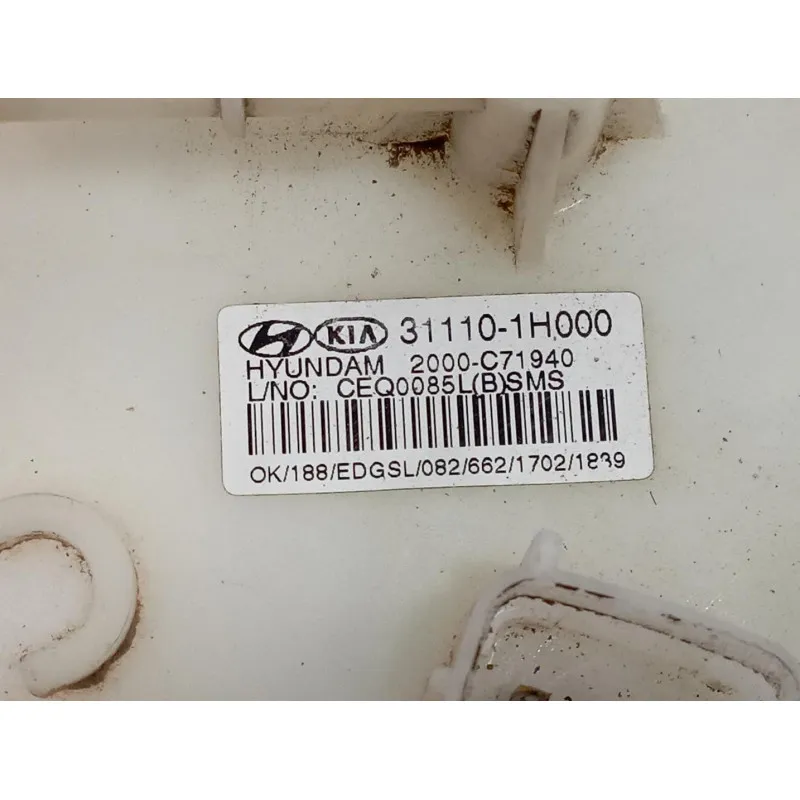 KIA 31110-1H000
HYUNDAM 2000-C71940
L/NO: CEQ0085L(B)SMS
OK/188/EDGSL/082/662/1702/1839